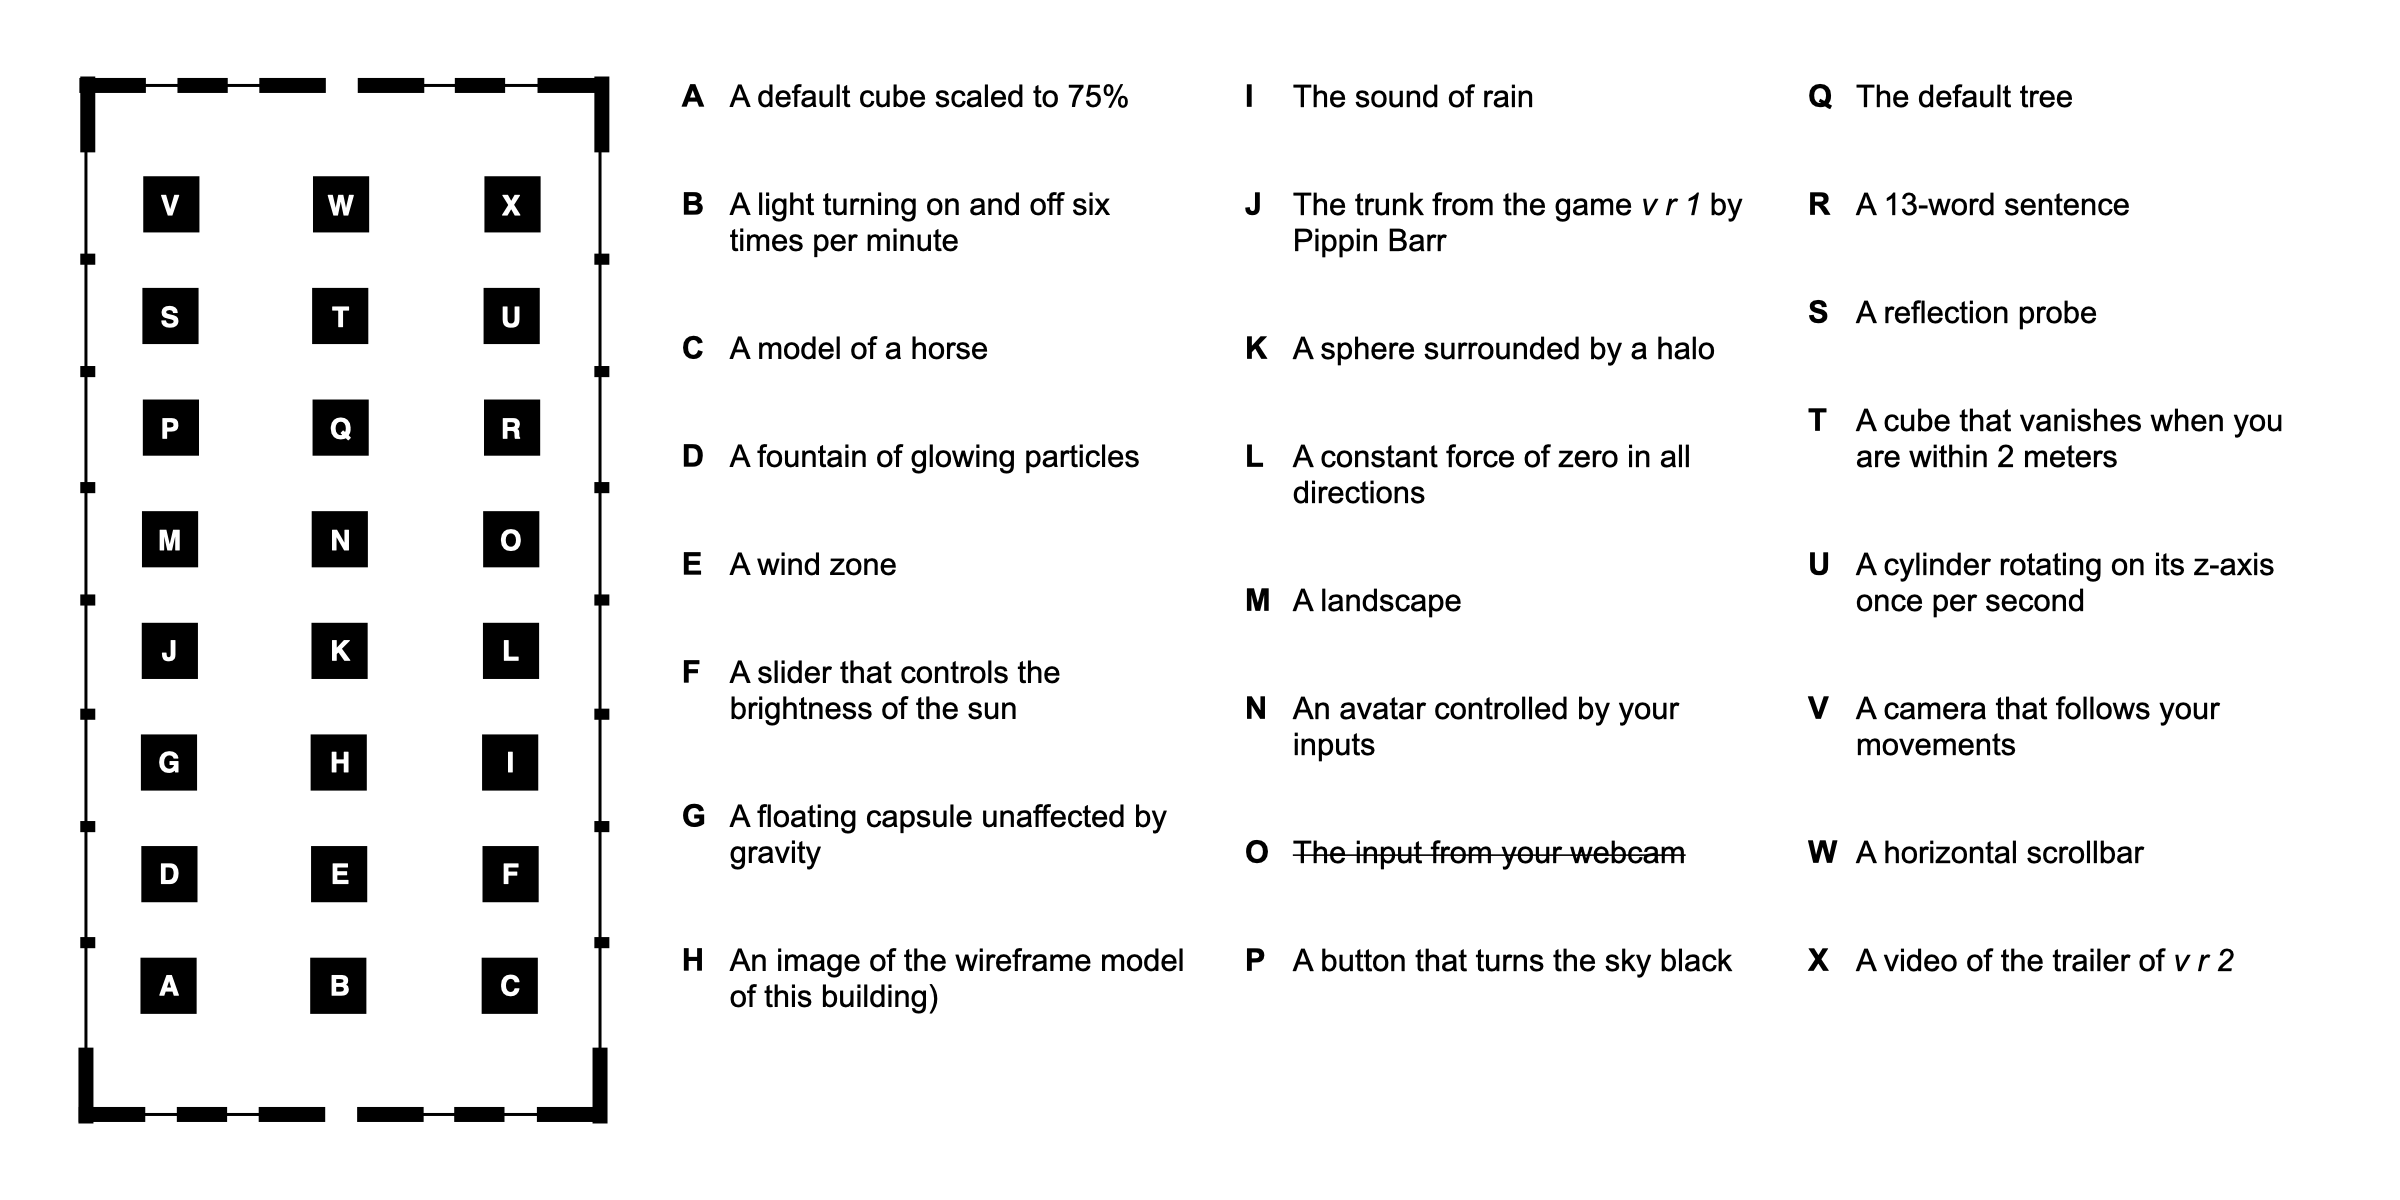 V W X
S T U
P Q R
M N O
J K L
G H I
D E F
A B C
A A default cube scaled to 75%
B A light turning on and off six
times per minute
C A model of a horse
D A fountain of glowing particles
E A wind zone
F A slider that controls the
brightness of the sun
G A floating capsule unaffected by
gravity
H An image of the wireframe model
of this building)
I The sound of rain
J The trunk from the game v r 1 by
Pippin Barr
K A sphere surrounded by a halo
L A constant force of zero in all
directions
M A landscape
N An avatar controlled by your
inputs
O The input from your webcam
P A button that turns the sky black
Q The default tree
R A 13-word sentence
S A reflection probe
T A cube that vanishes when you
are within 2 meters
U A cylinder rotating on its z-axis
once per second
V A camera that follows your
movements
W A horizontal scrollbar
X A video of the trailer of v r 2